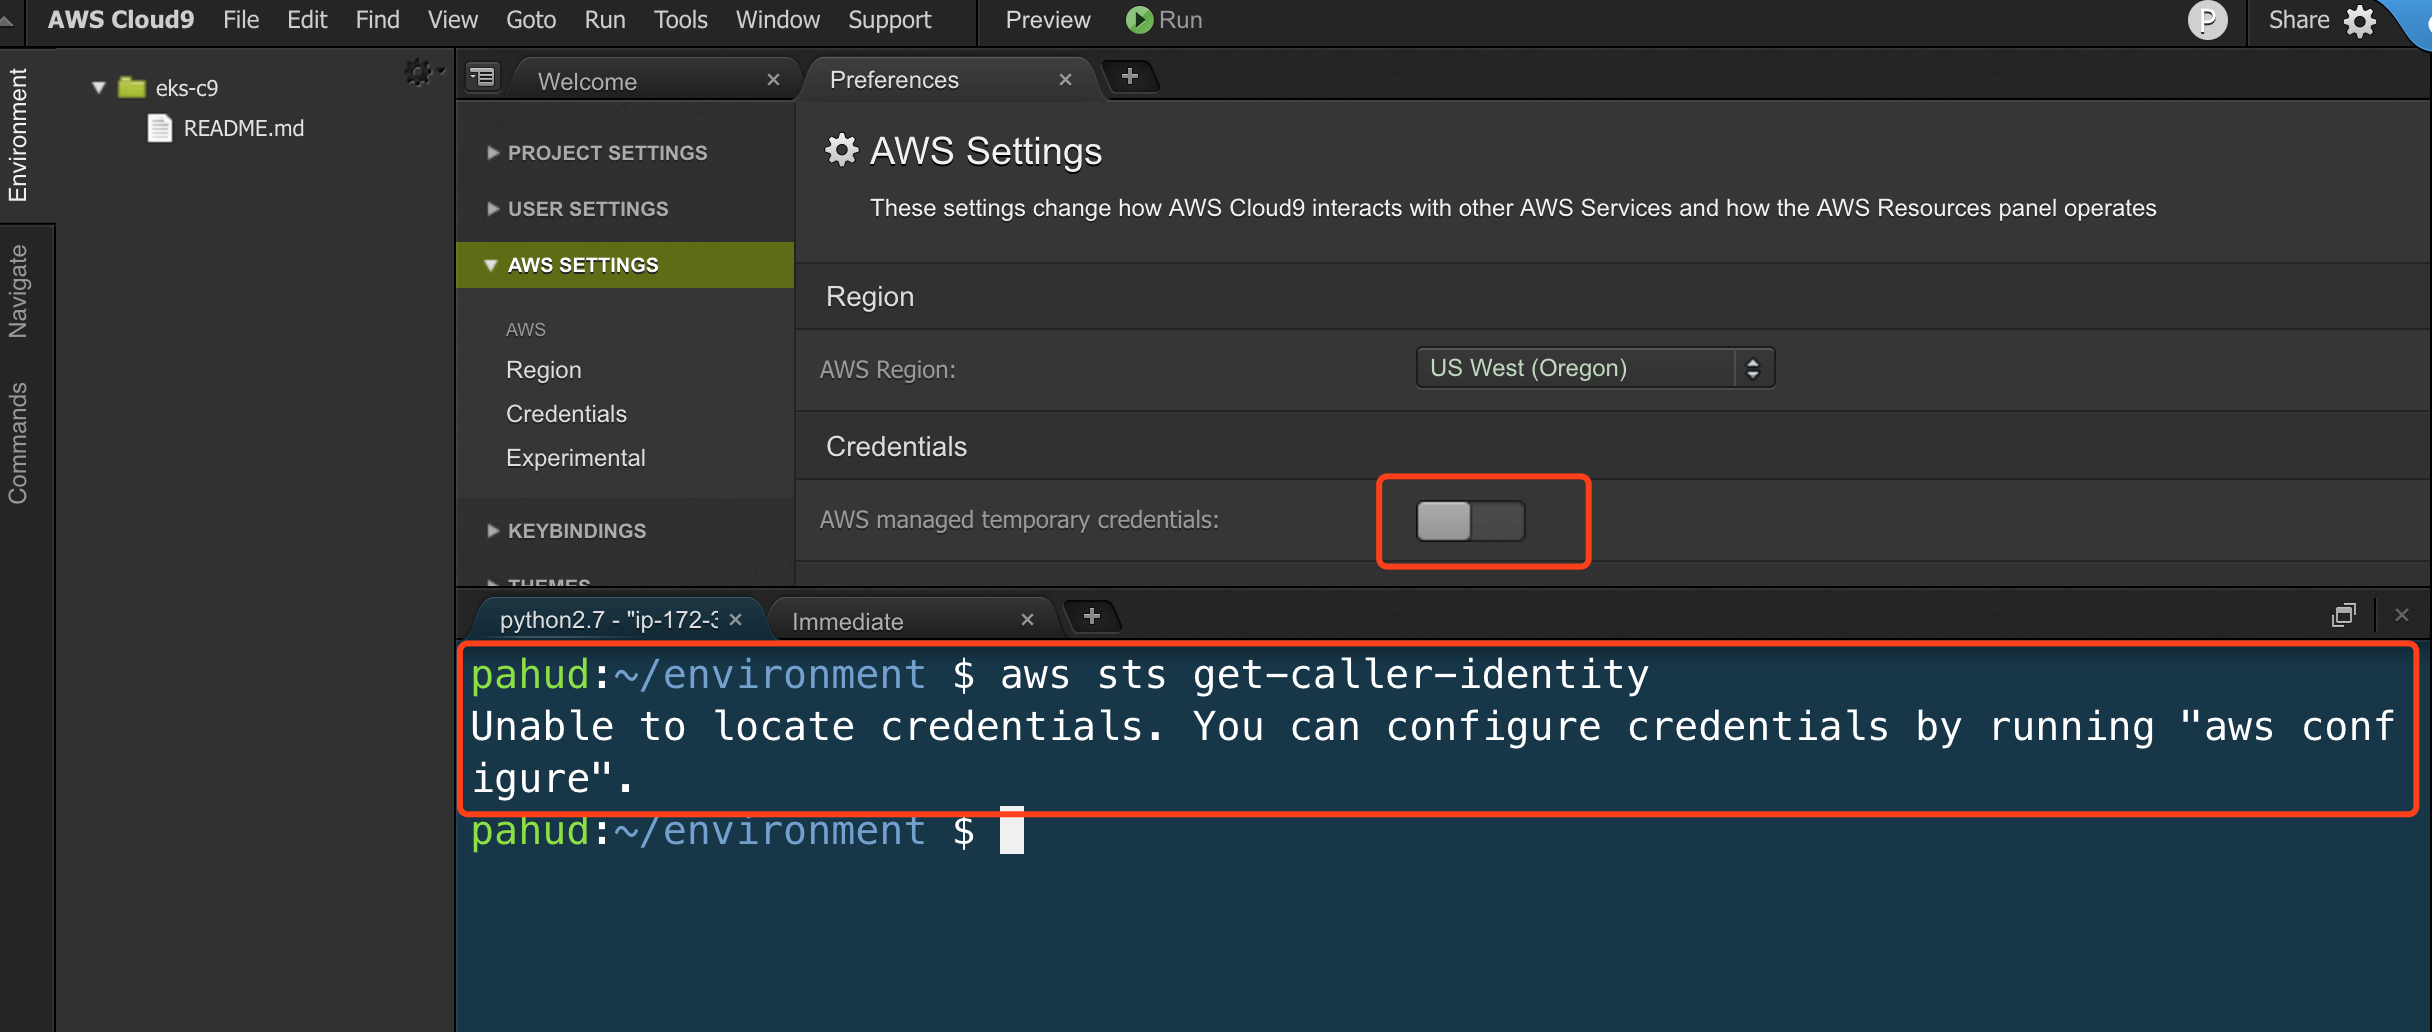 AWS Cloud9 File Edit Find View Goto Run Tools Window Support Preview Run P Share
Environment
Navigate
Commands
eks-c9
README.md
Welcome
Preferences
PROJECT SETTINGS
USER SETTINGS
AWS SETTINGS
AWS
Region
Credentials
Experimental
KEYBINDINGS
THEMES
AWS Settings
These settings change how AWS Cloud9 interacts with other AWS Services and how the AWS Resources panel operates
Region
AWS Region: US West (Oregon)
Credentials
AWS managed temporary credentials:
python2.7 - "ip-172-3
Immediate
pahud:~/environment $ aws sts get-caller-identity
Unable to locate credentials. You can configure credentials by running "aws conf
igure".
pahud:~/environment $